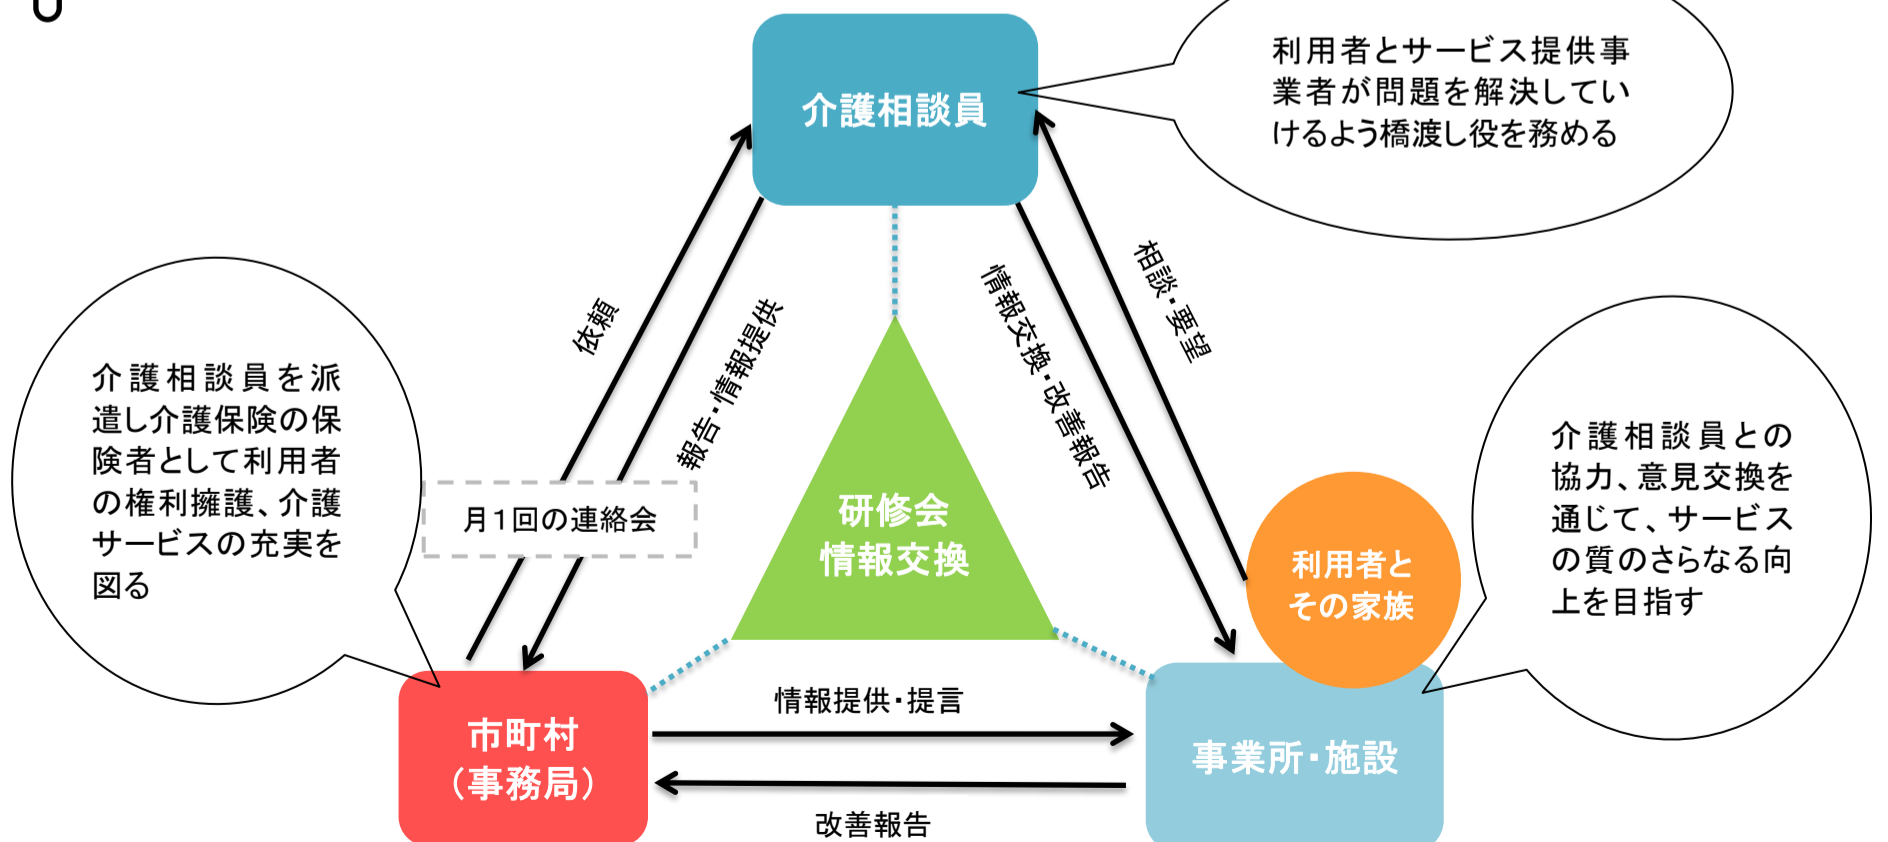 介護相談員
利用者とサービス提供事
業者が問題を解決してい
けるよう橋渡し役を務める
依頼
報告・情報提供
情報交換・改善報告
相談・要望
介護相談員を派
遣し介護保険の保
険者として利用者
の権利擁護、介護
サービスの充実を
図る
月1回の連絡会
研修会
情報交換
利用者と
その家族
介護相談員との
協力、意見交換を
通じて、サービス
の質のさらなる向
上を目指す
市町村
（事務局）
情報提供・提言
改善報告
事業所・施設